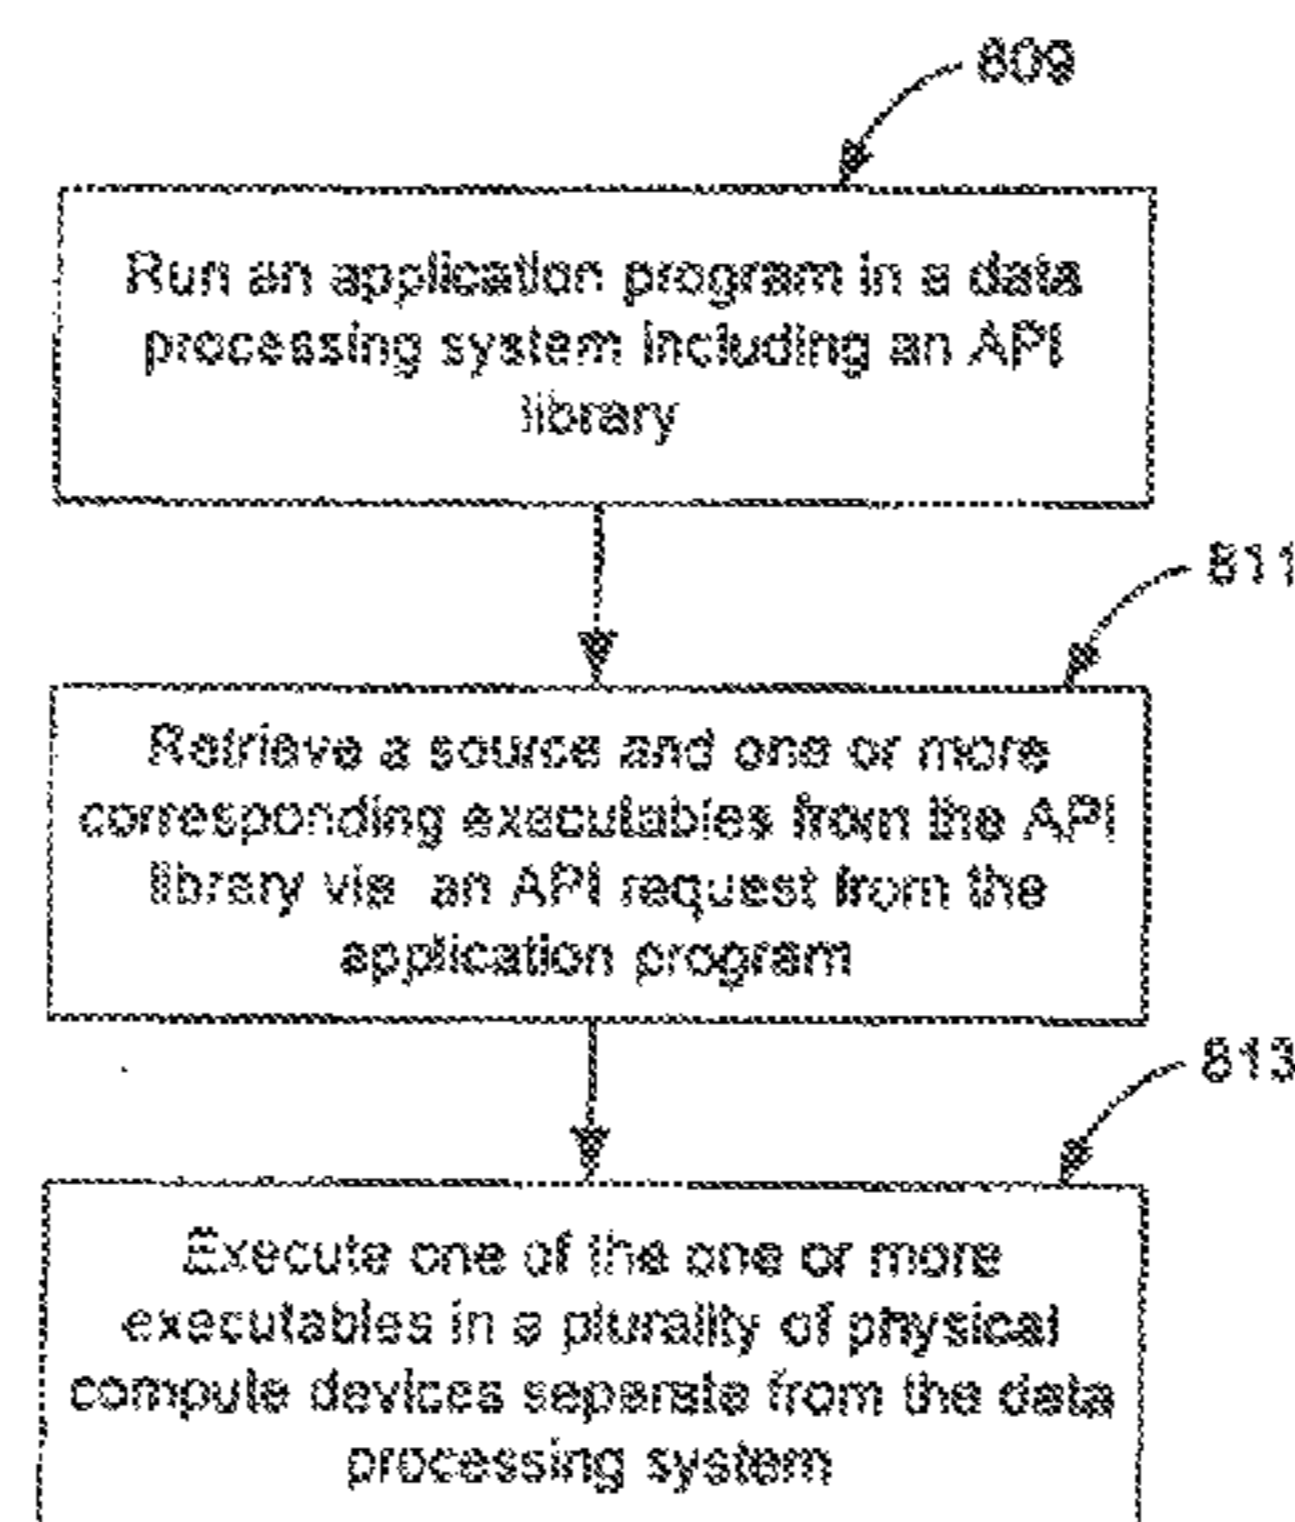 809
Run an application program in a data
processing system including an API
library
811
Retrieve a source and one or more
corresponding executables from the API
library via an API request from the
application program
813
Execute one of the one or more
executables in a plurality of physical
compute devices separate from the data
processing system